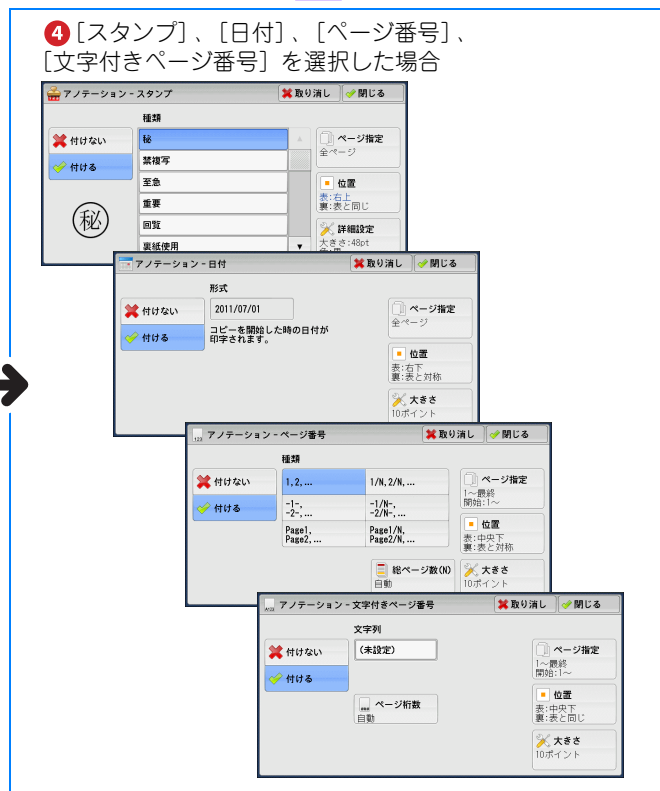 ❹[スタンプ]、[日付]、[ページ番号]、
[文字付きページ番号]を選択した場合
アノテーション - スタンプ
取り消し
閉じる
種類
付けない
付ける
秘
禁複写
至急
重要
回覧
裏紙使用
㊙
ページ指定
全ページ
位置
表:右上
裏:表と同じ
詳細設定
大きさ:48pt
アノテーション - 日付
取り消し
閉じる
形式
付けない
付ける
2011/07/01
コピーを開始した時の日付が
印字されます。
ページ指定
全ページ
位置
表:右下
裏:表と対称
大きさ
10ポイント
123
アノテーション - ページ番号
取り消し
閉じる
種類
付けない
付ける
1,2,...
1/N,2/N,...
-1-,
-2-,...
-1/N-,
-2/N-,...
Page1,
Page2,...
Page1/N,
Page2/N,...
総ページ数(N)
自動
ページ指定
1～最終
開始:1～
位置
表:中央下
裏:表と対称
大きさ
10ポイント
アノテーション - 文字付きページ番号
取り消し
閉じる
文字列
付けない
付ける
(未設定)
ページ桁数
自動
ページ指定
1～最終
開始:1～
位置
表:中央下
裏:表と同じ
大きさ
10ポイント